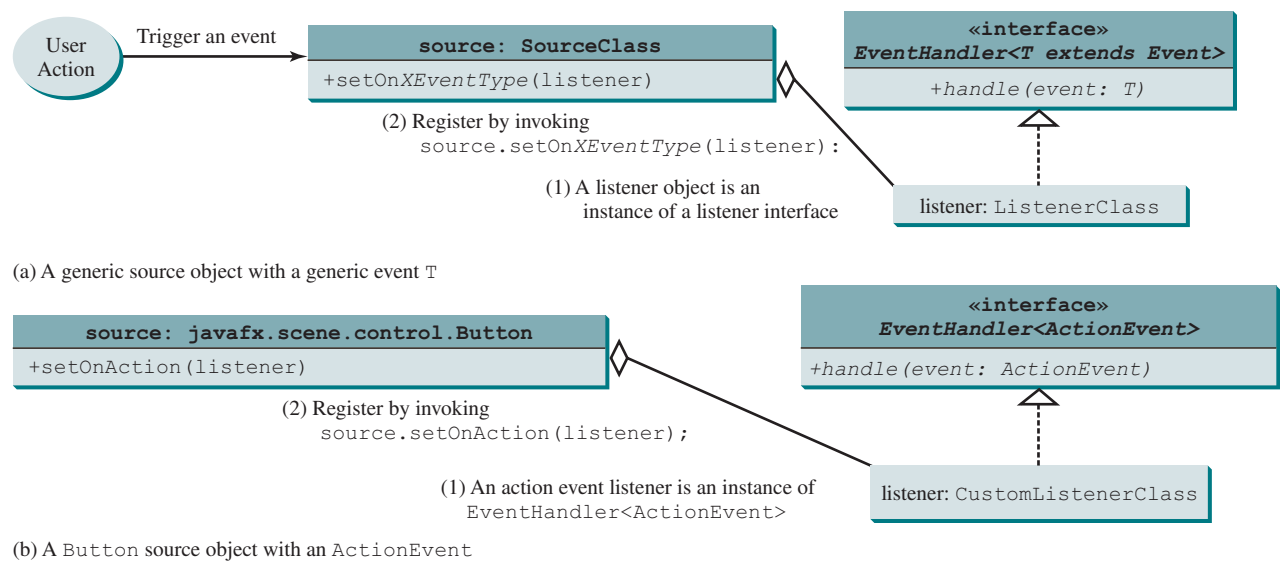 User
Action
Trigger an event
source: SourceClass
+setOnXEventType(listener)
«interface»
EventHandler<T extends Event>
+handle(event: T)
(2) Register by invoking
source.setOnXEventType(listener):
(1) A listener object is an
instance of a listener interface
listener: ListenerClass
(a) A generic source object with a generic event T
source: javafx.scene.control.Button
+setOnAction(listener)
«interface»
EventHandler<ActionEvent>
+handle(event: ActionEvent)
(2) Register by invoking
source.setOnAction(listener);
(1) An action event listener is an instance of
EventHandler<ActionEvent>
listener: CustomListenerClass
(b) A Button source object with an ActionEvent